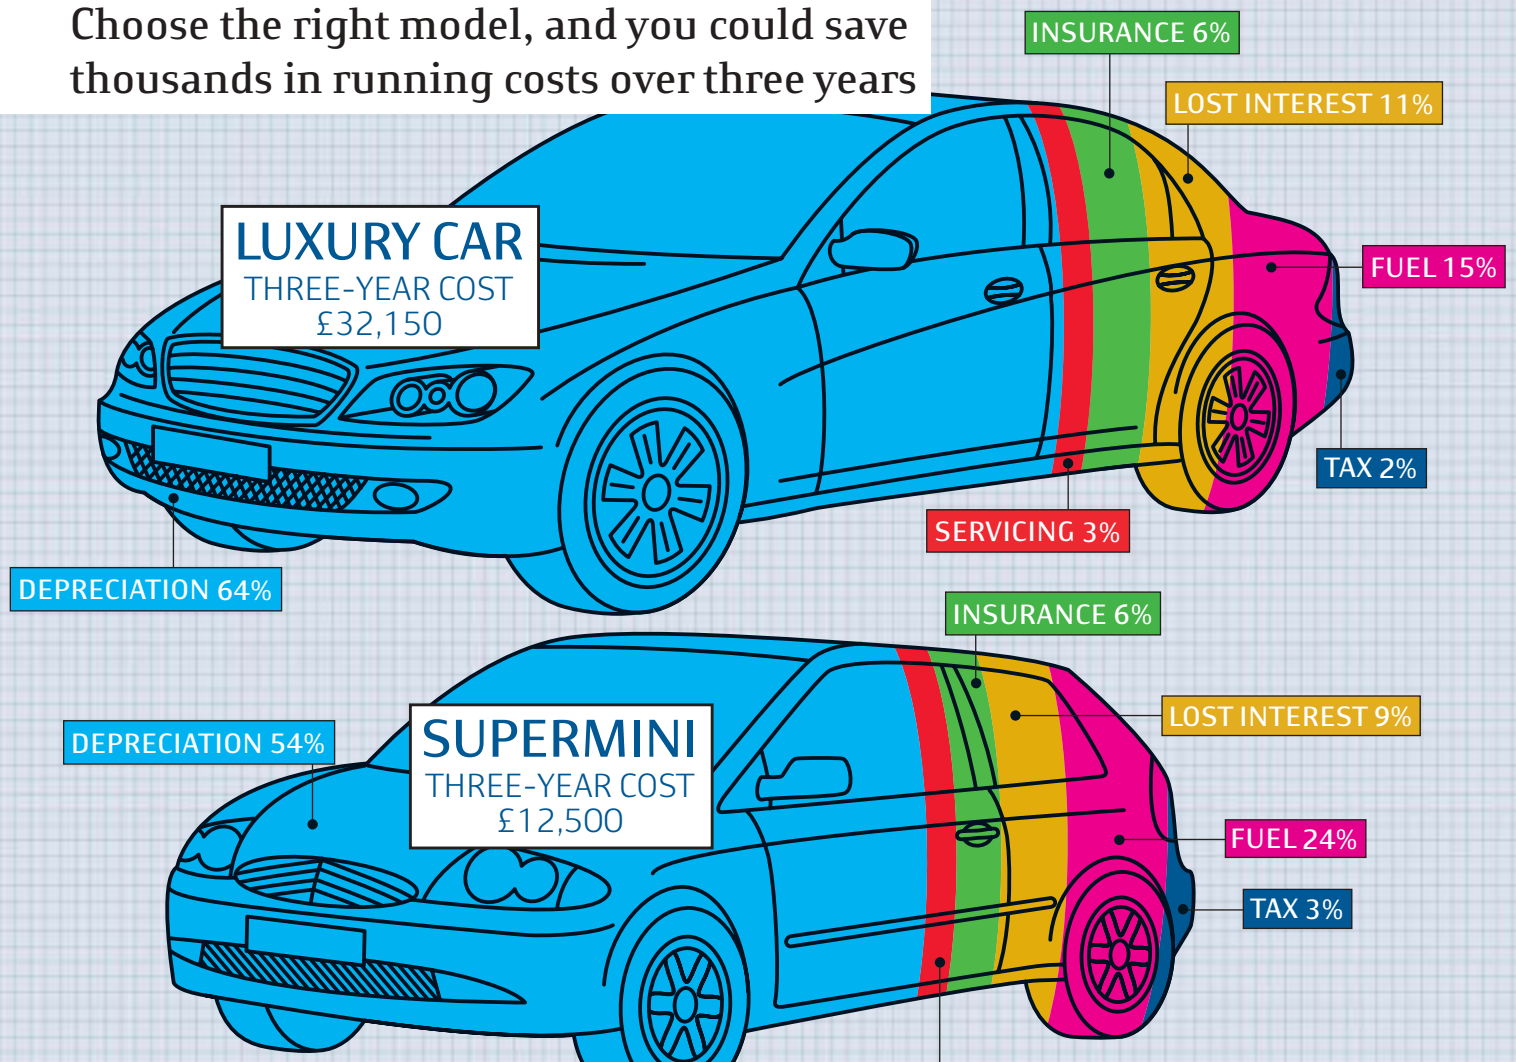 Choose the right model, and you could save
thousands in running costs over three years
INSURANCE 6%
LOST INTEREST 11%
LUXURY CAR
THREE-YEAR COST
£32,150
FUEL 15%
TAX 2%
SERVICING 3%
DEPRECIATION 64%
INSURANCE 6%
LOST INTEREST 9%
DEPRECIATION 54%
SUPERMINI
THREE-YEAR COST
£12,500
FUEL 24%
TAX 3%